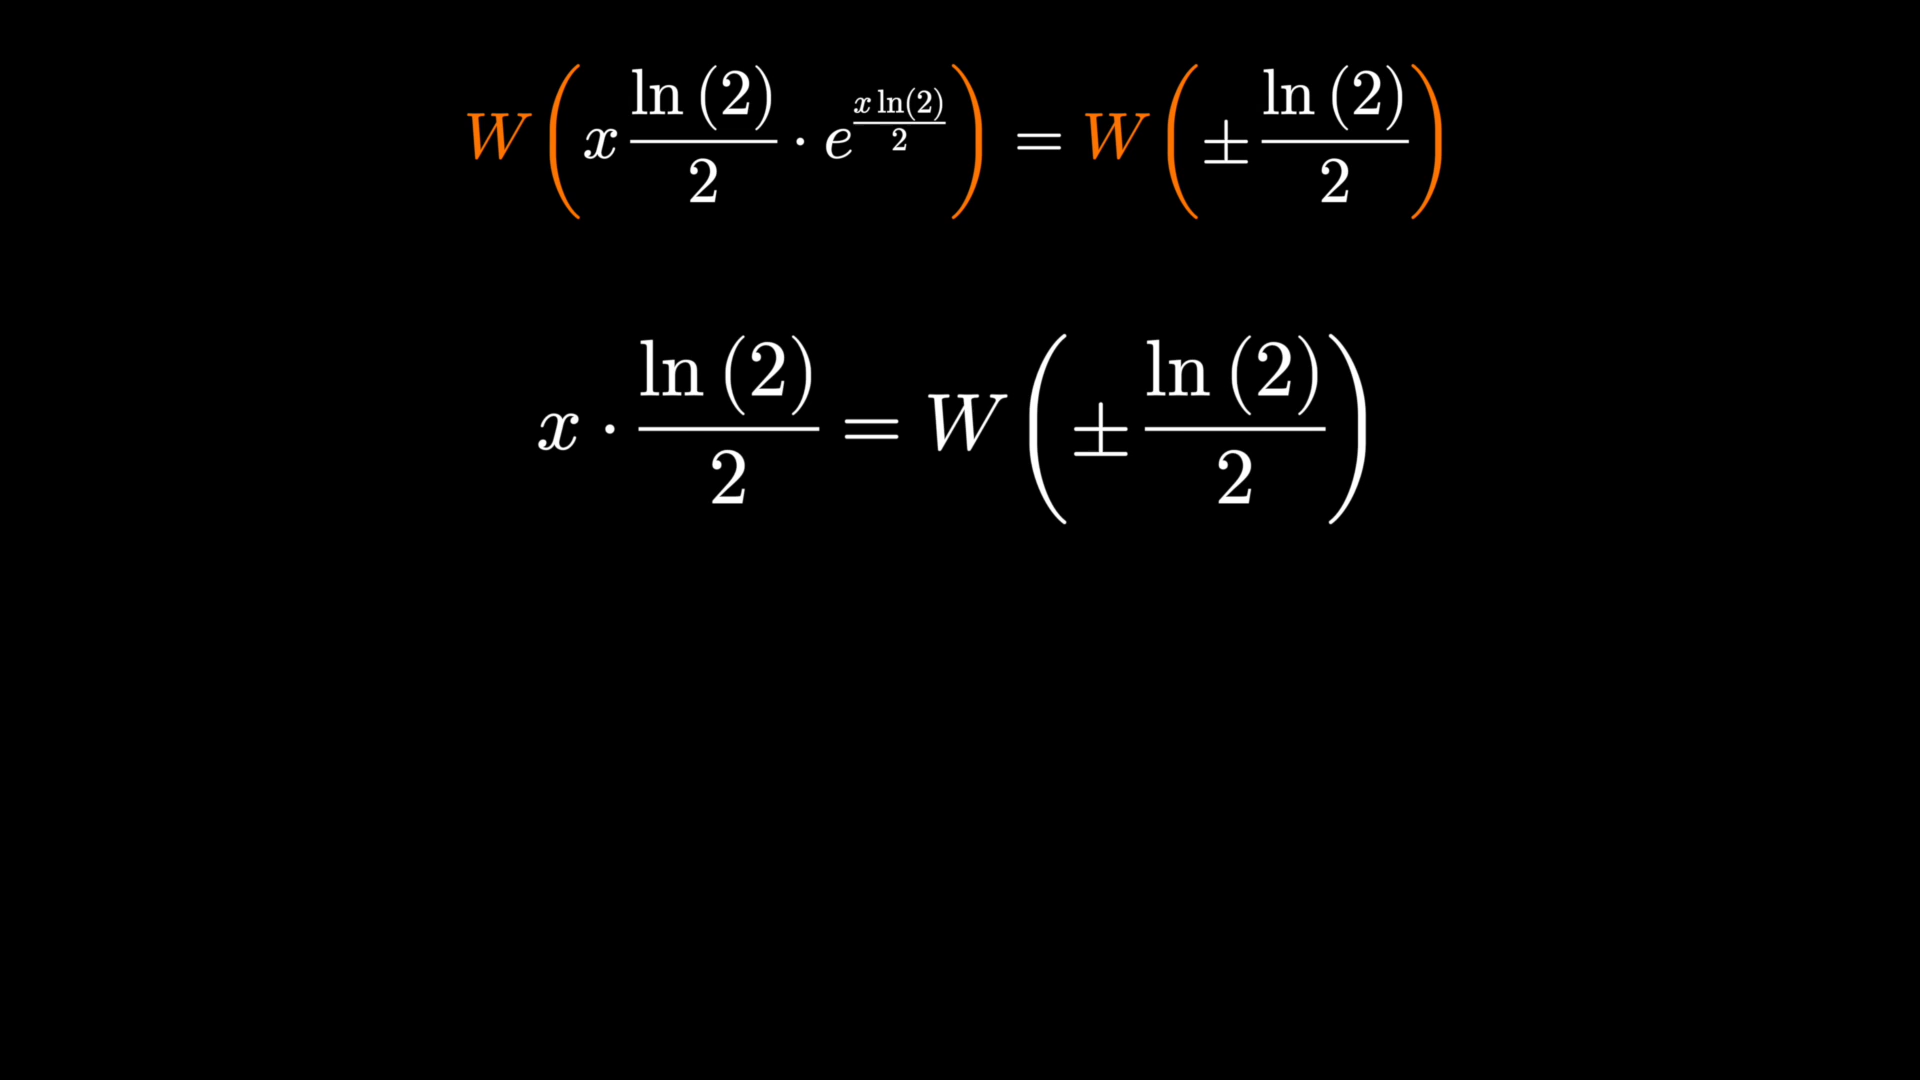 W ( x ln (2) / 2 · e^{x ln(2) / 2} ) = W ( ± ln (2) / 2 )
x · ln (2) / 2 = W ( ± ln (2) / 2 )